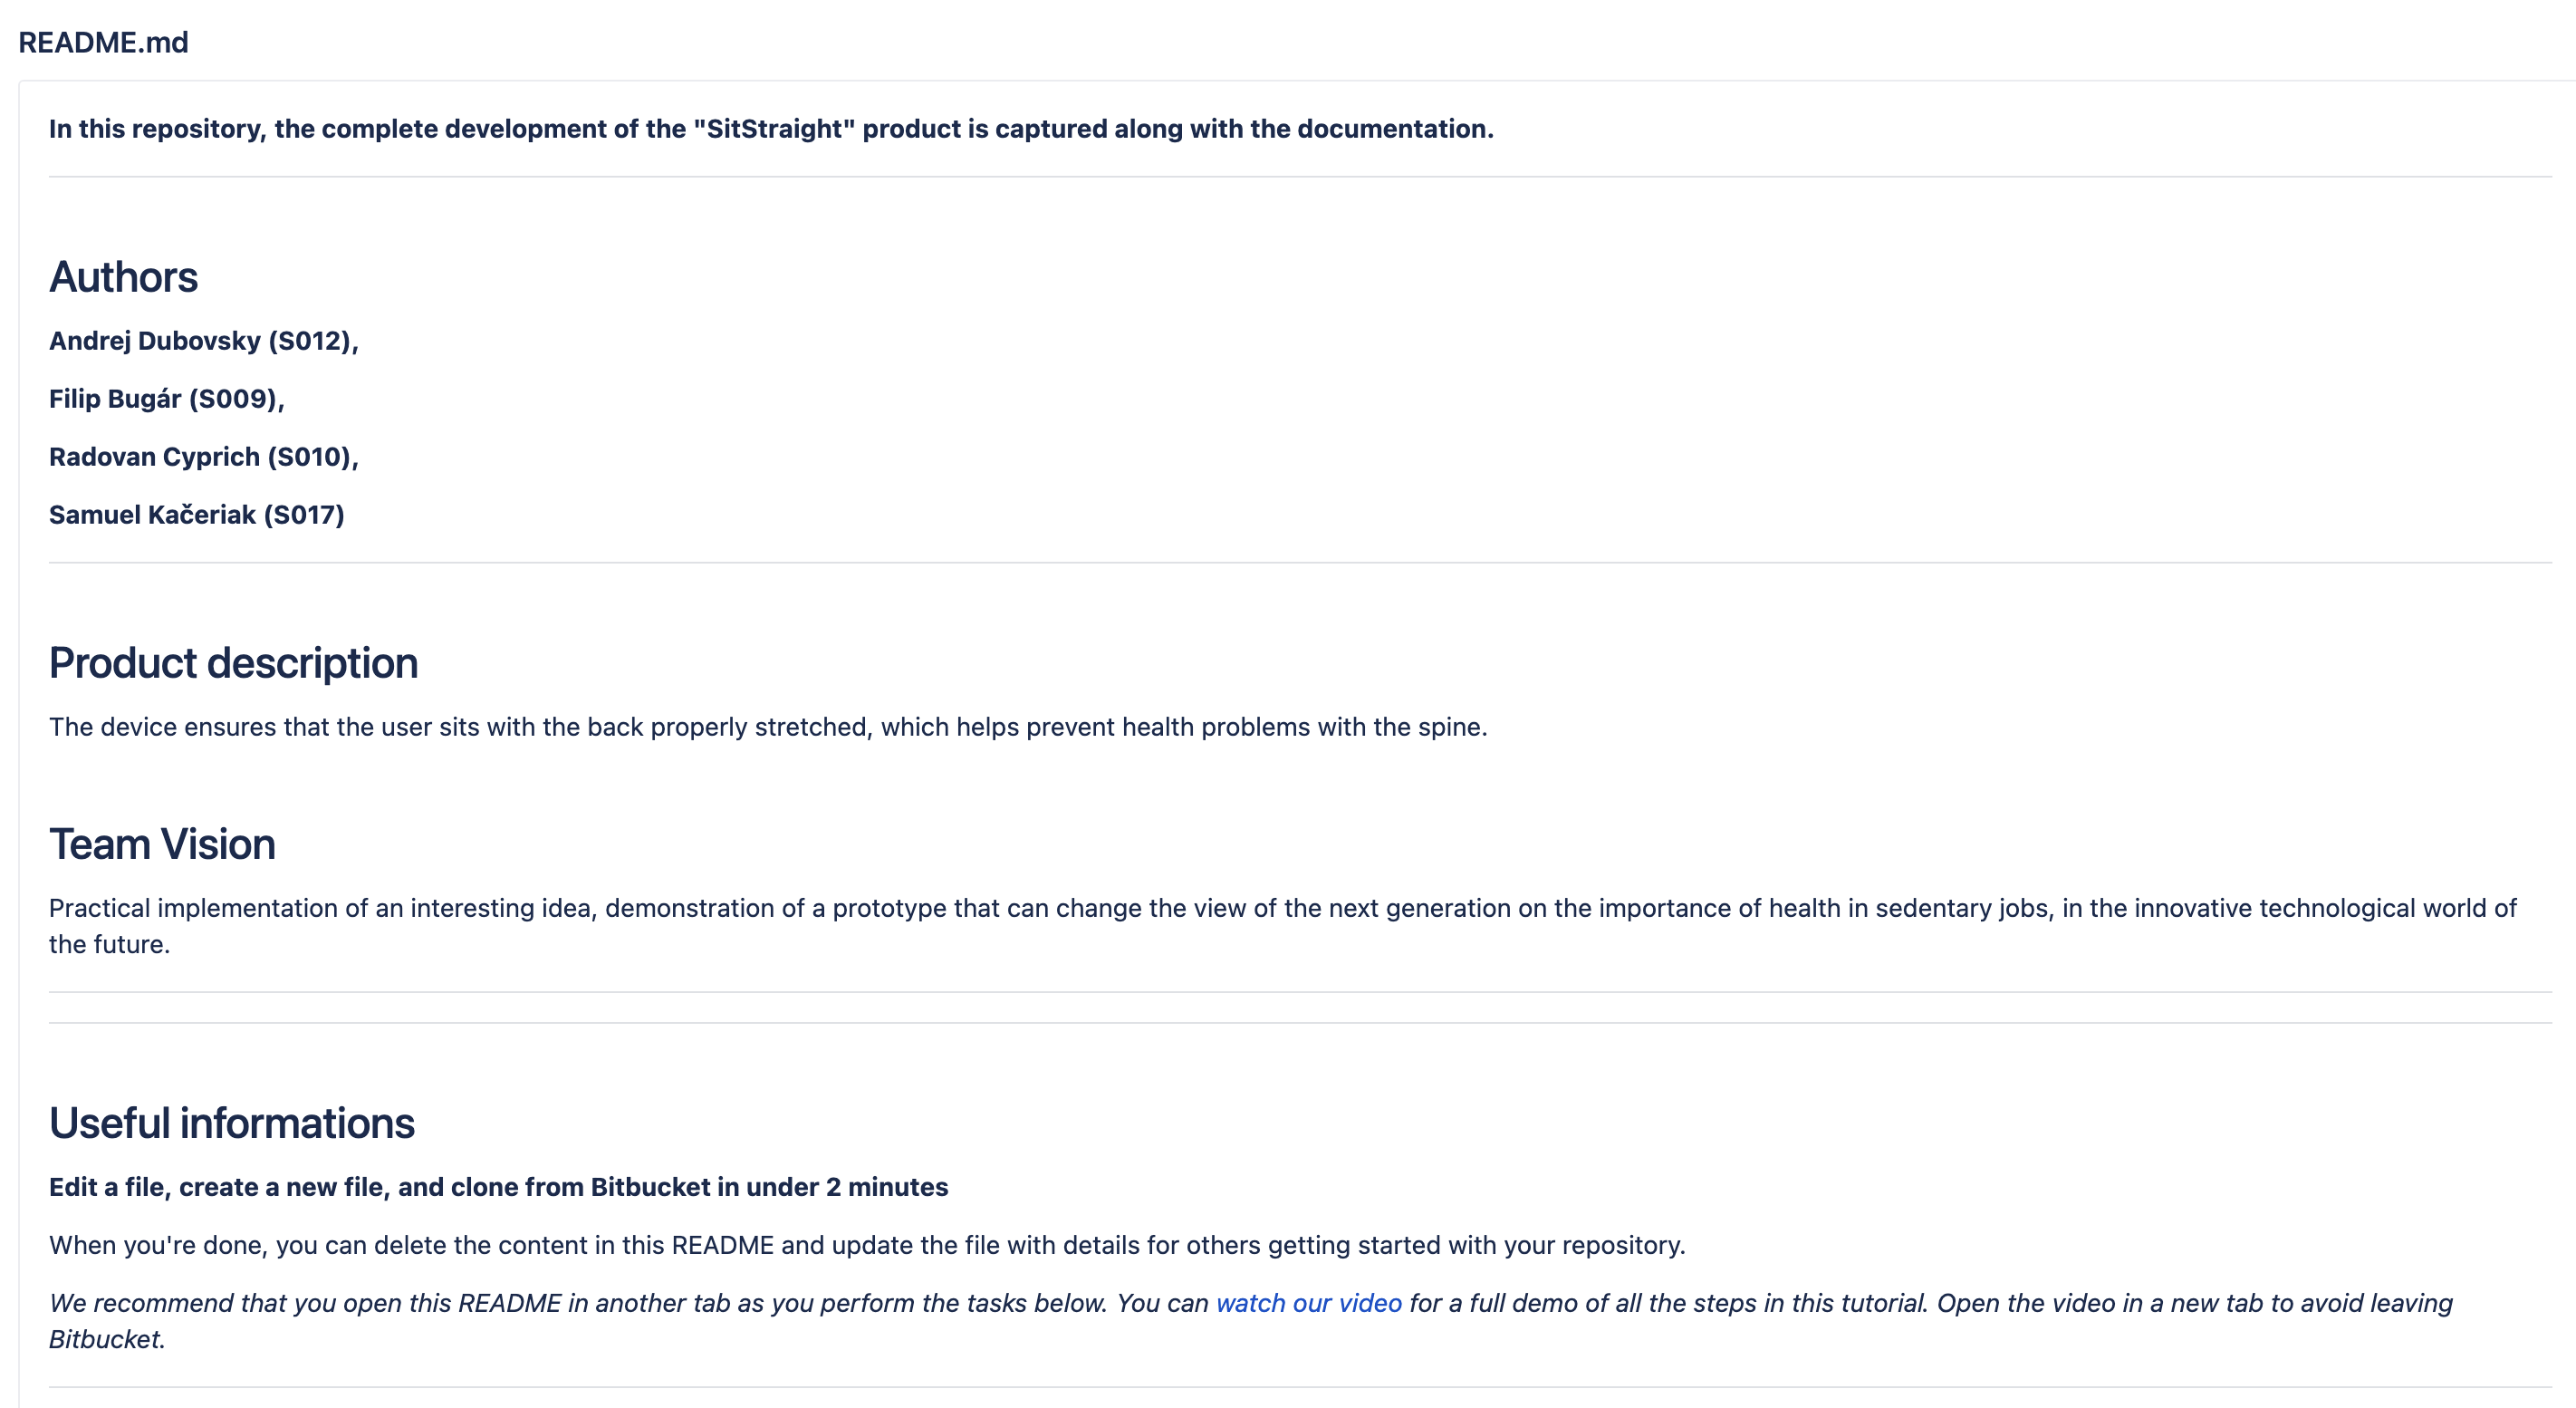 README.md
In this repository, the complete development of the "SitStraight" product is captured along with the documentation.
Authors
Andrej Dubovsky (S012),
Filip Bugár (S009),
Radovan Cyprich (S010),
Samuel Kačeriak (S017)
Product description
The device ensures that the user sits with the back properly stretched, which helps prevent health problems with the spine.
Team Vision
Practical implementation of an interesting idea, demonstration of a prototype that can change the view of the next generation on the importance of health in sedentary jobs, in the innovative technological world of
the future.
Useful informations
Edit a file, create a new file, and clone from Bitbucket in under 2 minutes
When you're done, you can delete the content in this README and update the file with details for others getting started with your repository.
We recommend that you open this README in another tab as you perform the tasks below. You can watch our video for a full demo of all the steps in this tutorial. Open the video in a new tab to avoid leaving
Bitbucket.